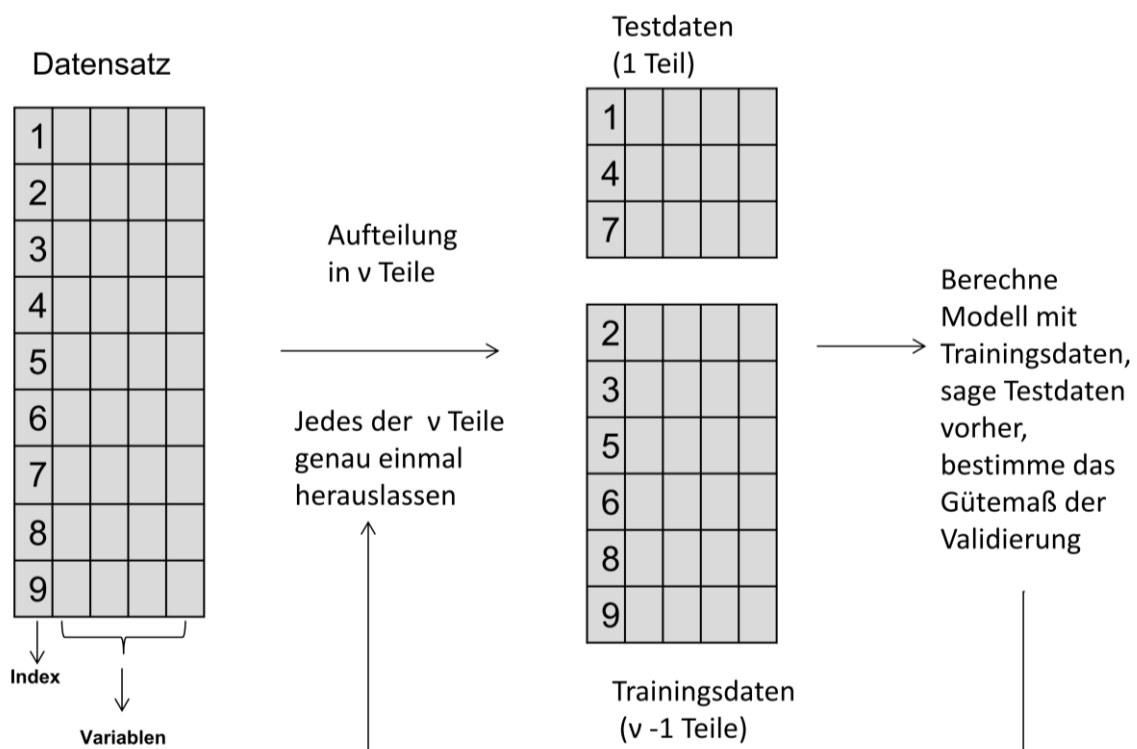 Datensatz
1
2
3
4
5
6
7
8
9
Index
Variablen
Aufteilung
in ν Teile
Jedes der ν Teile
genau einmal
herauslassen
Testdaten
(1 Teil)
1
4
7
2
3
5
6
8
9
Trainingsdaten
(ν -1 Teile)
Berechne
Modell mit
Trainingsdaten,
sage Testdaten
vorher,
bestimme das
Gütemaß der
Validierung